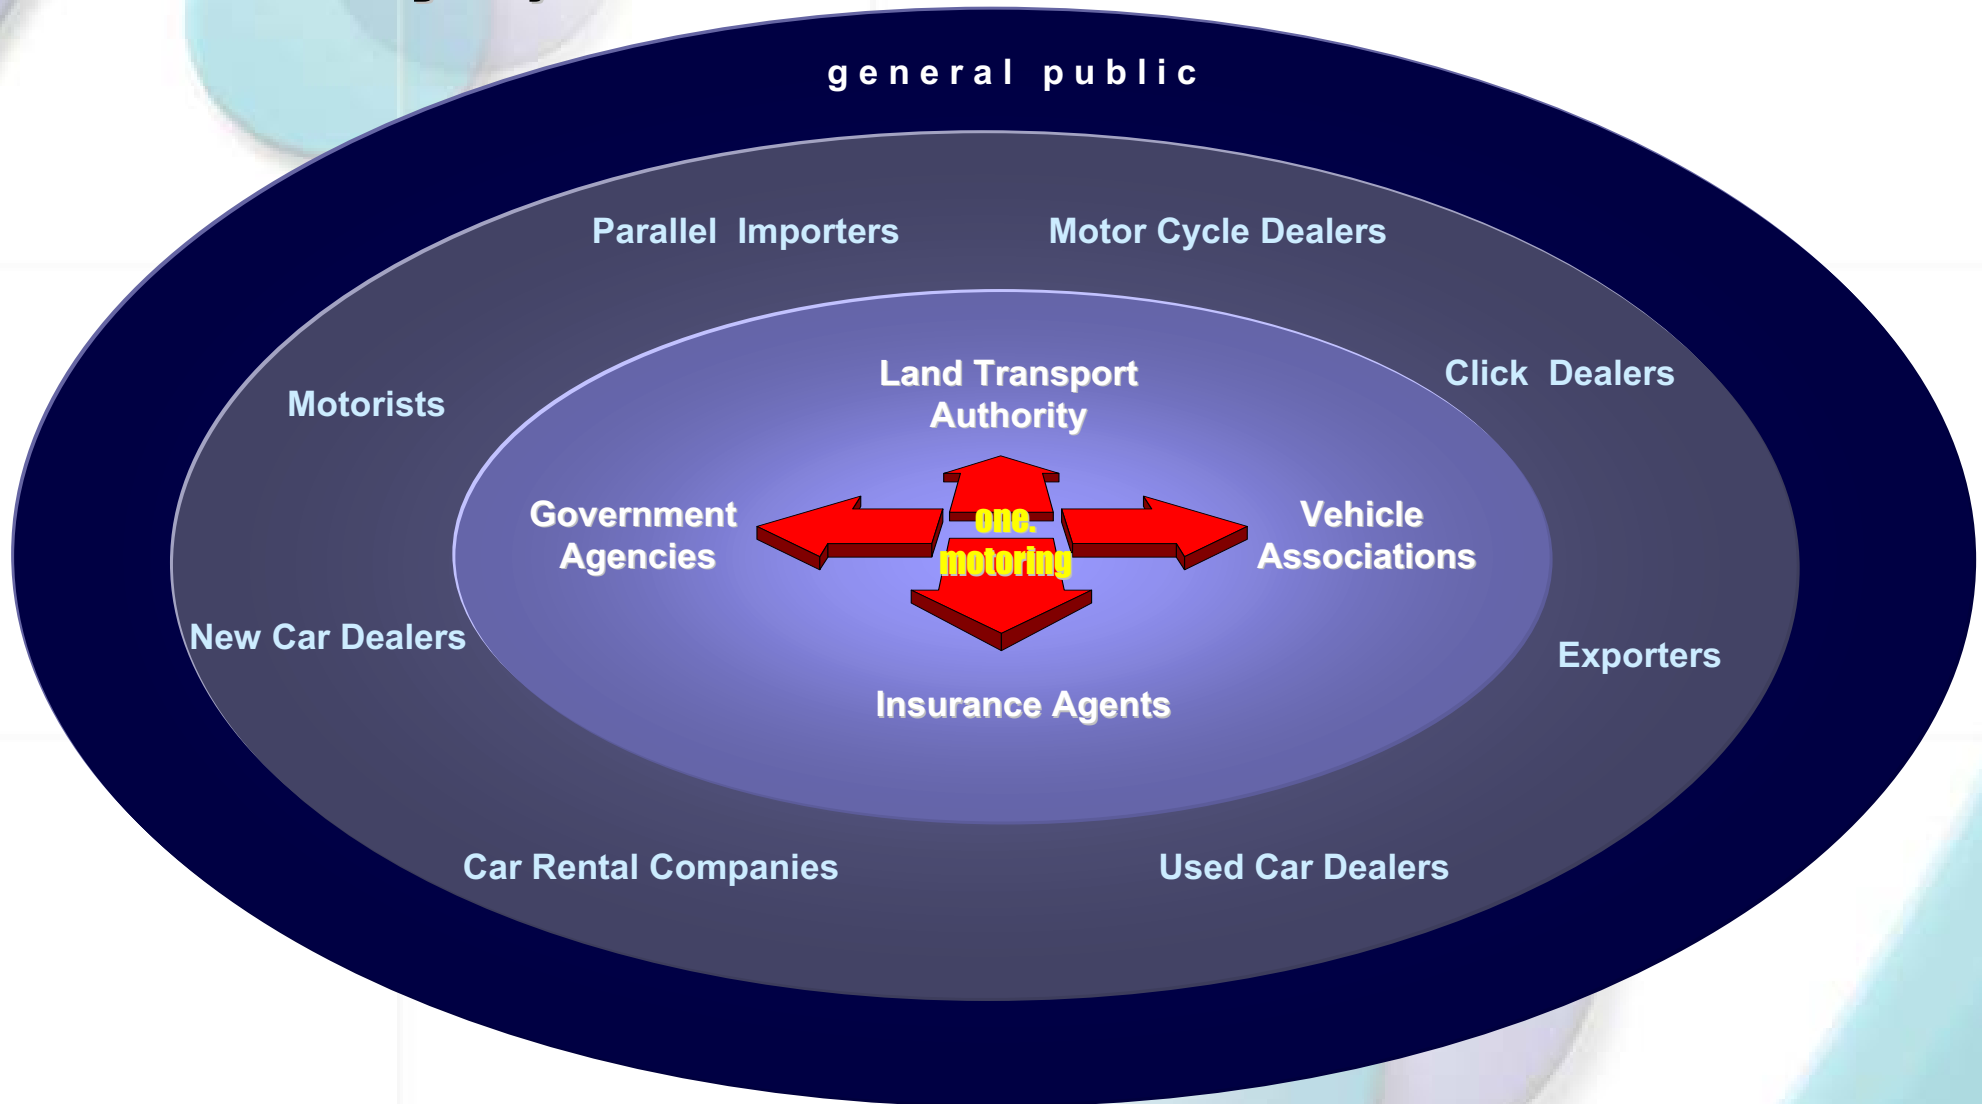 general public
Parallel Importers
Motor Cycle Dealers
Motorists
Click Dealers
Land Transport
Authority
Government
Agencies
one.
motoring
Vehicle
Associations
New Car Dealers
Exporters
Insurance Agents
Car Rental Companies
Used Car Dealers